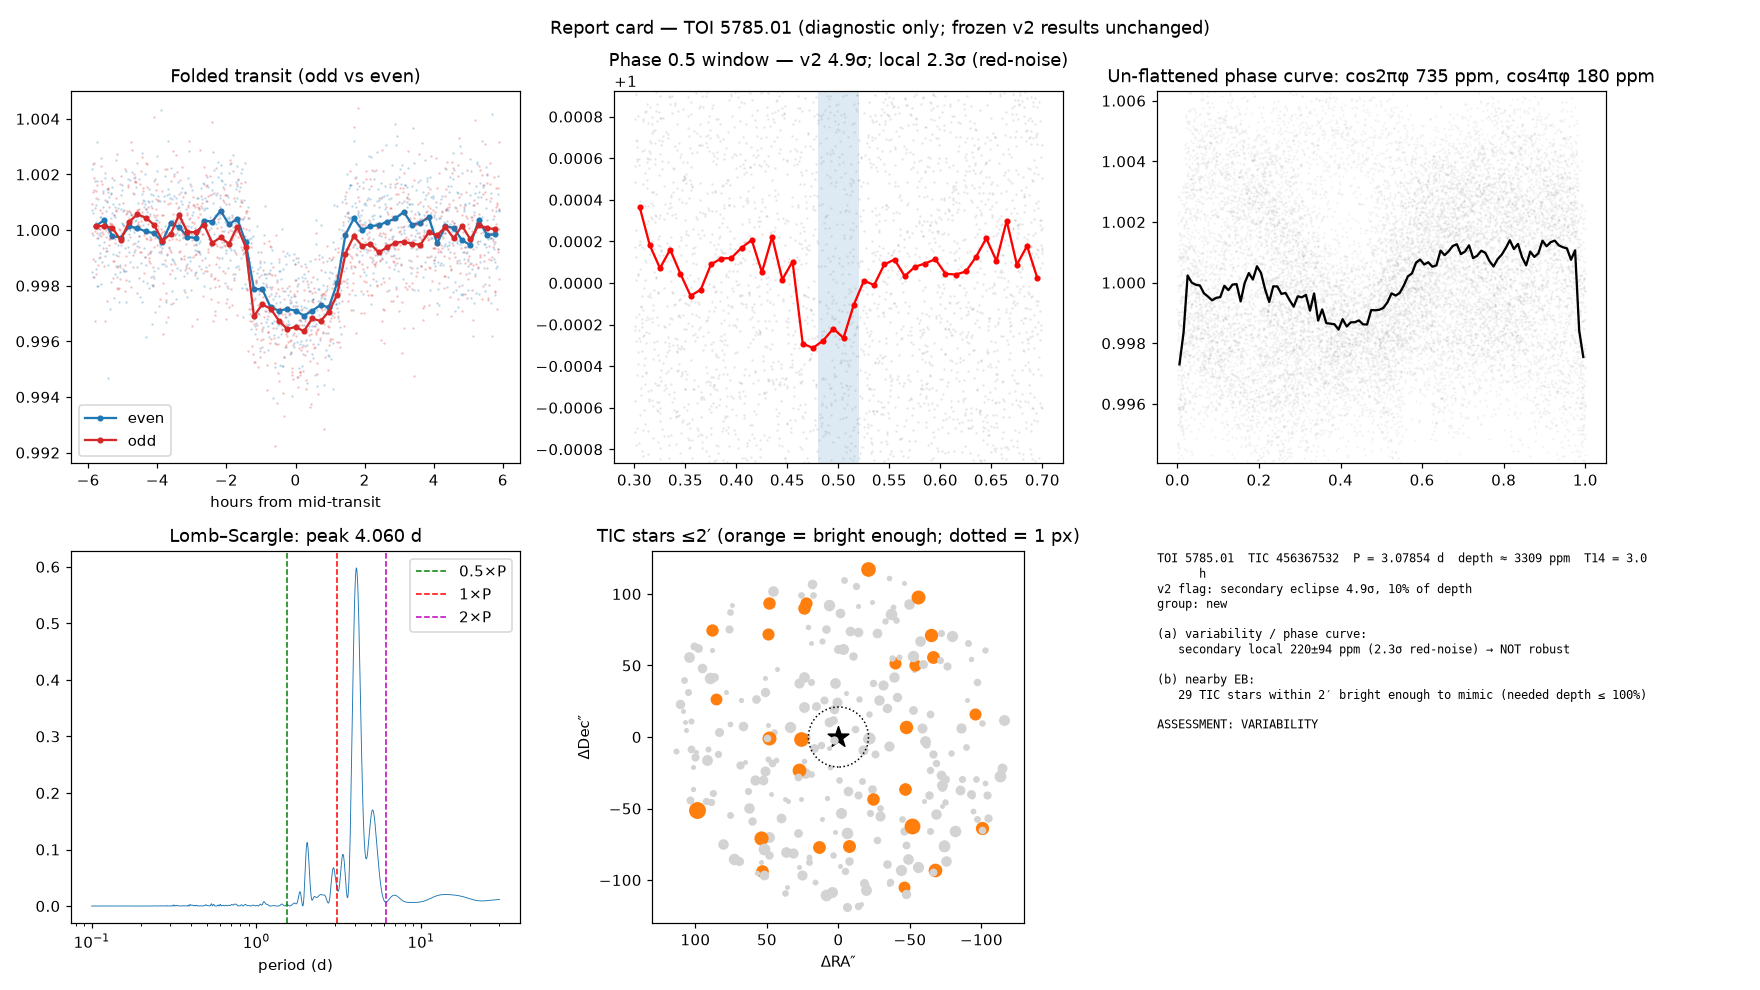 Report card — TOI 5785.01 (diagnostic only; frozen v2 results unchanged)
Folded transit (odd vs even)
1.004
1.002
1.000
0.998
0.996
0.994
0.992
−6
−4
−2
0
2
4
6
hours from mid-transit
even
odd
Phase 0.5 window — v2 4.9σ; local 2.3σ (red-noise)
+1
0.0008
0.0006
0.0004
0.0002
0.0000
−0.0002
−0.0004
−0.0006
−0.0008
0.30
0.35
0.40
0.45
0.50
0.55
0.60
0.65
0.70
Un-flattened phase curve: cos2πφ 735 ppm, cos4πφ 180 ppm
1.006
1.004
1.002
1.000
0.998
0.996
0.0
0.2
0.4
0.6
0.8
1.0
Lomb–Scargle: peak 4.060 d
0.6
0.5
0.4
0.3
0.2
0.1
0.0
10⁻¹
10⁰
10¹
period (d)
0.5×P
1×P
2×P
TIC stars ≤2′ (orange = bright enough; dotted = 1 px)
ΔDec″
100
50
0
−50
−100
100
50
0
−50
−100
ΔRA″
TOI 5785.01  TIC 456367532  P = 3.07854 d  depth ≈ 3309 ppm  T14 = 3.0
h
v2 flag: secondary eclipse 4.9σ, 10% of depth
group: new
(a) variability / phase curve:
secondary local 220±94 ppm (2.3σ red-noise) → NOT robust
(b) nearby EB:
29 TIC stars within 2′ bright enough to mimic (needed depth ≤ 100%)
ASSESSMENT: VARIABILITY